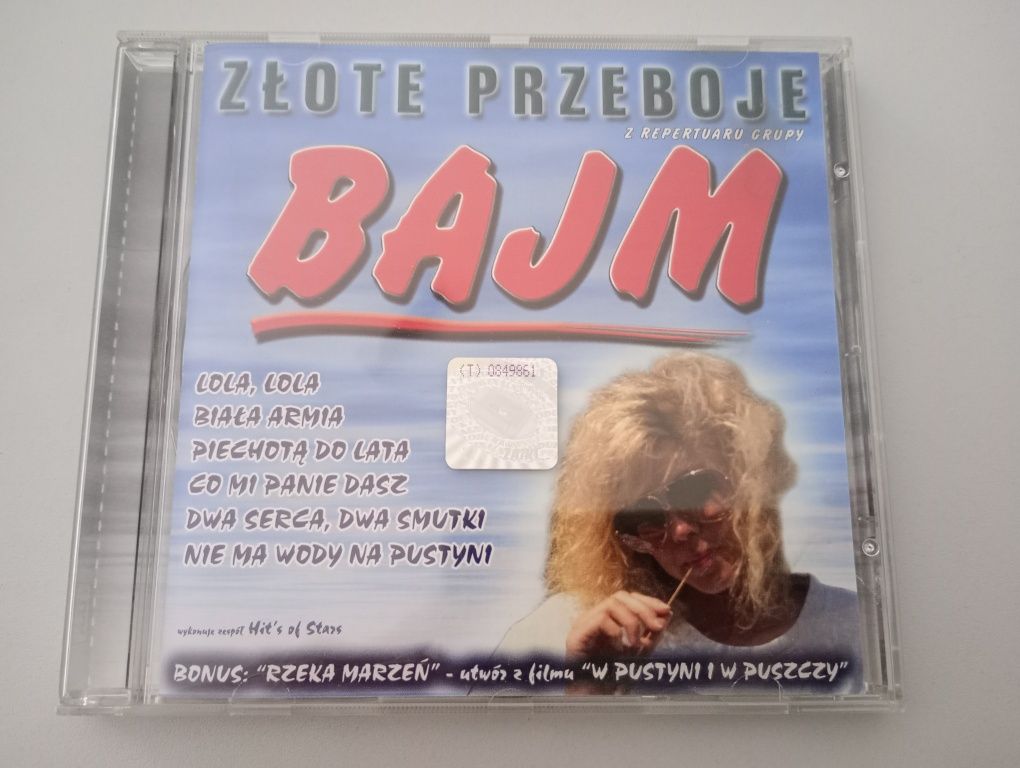 ZŁOTE PRZEBOJE
Z REPERTUARU GRUPY
BAJM
(T) 0849861
LOLA, LOLA
BIAŁA ARMIA
PIECHOTĄ DO LATA
CO MI PANIE DASZ
DWA SERCA, DWA SMUTKI
NIE MA WODY NA PUSTYNI
wykonuje zespół Hit's of Stars
BONUS: "RZEKA MARZEŃ" - utwór z filmu "W PUSTYNI I W PUSZCZY"